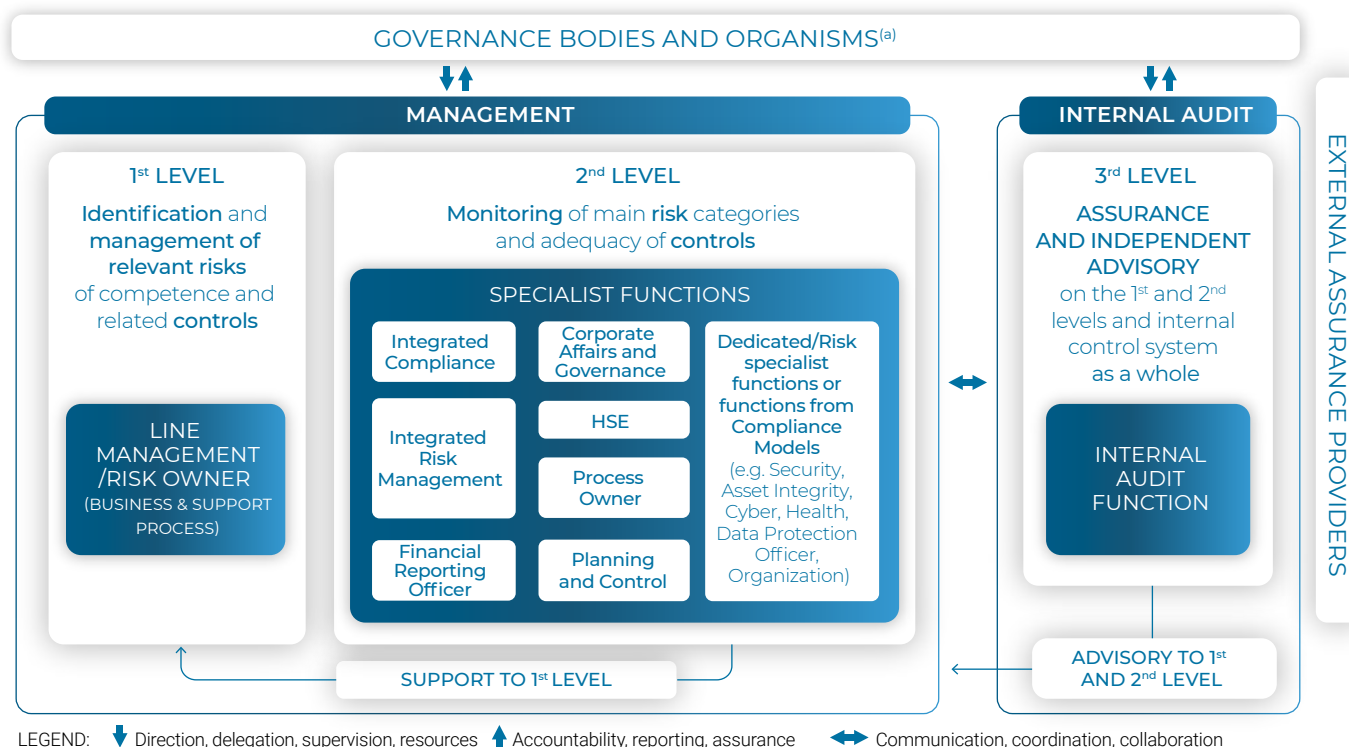 GOVERNANCE BODIES AND ORGANISMS(a)
MANAGEMENT
1st LEVEL
Identification and
management of
relevant risks
of competence and
related controls
LINE
MANAGEMENT
/RISK OWNER
(BUSINESS & SUPPORT
PROCESS)
2nd LEVEL
Monitoring of main risk categories
and adequacy of controls
SPECIALIST FUNCTIONS
Integrated
Compliance
Integrated
Risk
Management
Financial
Reporting
Officer
Corporate
Affairs and
Governance
HSE
Process
Owner
Planning
and Control
Dedicated/Risk
specialist
functions or
functions from
Compliance
Models
(e.g. Security,
Asset Integrity,
Cyber, Health,
Data Protection
Officer,
Organization)
SUPPORT TO 1st LEVEL
INTERNAL AUDIT
3rd LEVEL
ASSURANCE
AND INDEPENDENT
ADVISORY
on the 1st and 2nd
levels and internal
control system
as a whole
INTERNAL
AUDIT
FUNCTION
ADVISORY TO 1st
AND 2nd LEVEL
EXTERNAL ASSURANCE PROVIDERS
LEGEND: Direction, delegation, supervision, resources Accountability, reporting, assurance Communication, coordination, collaboration